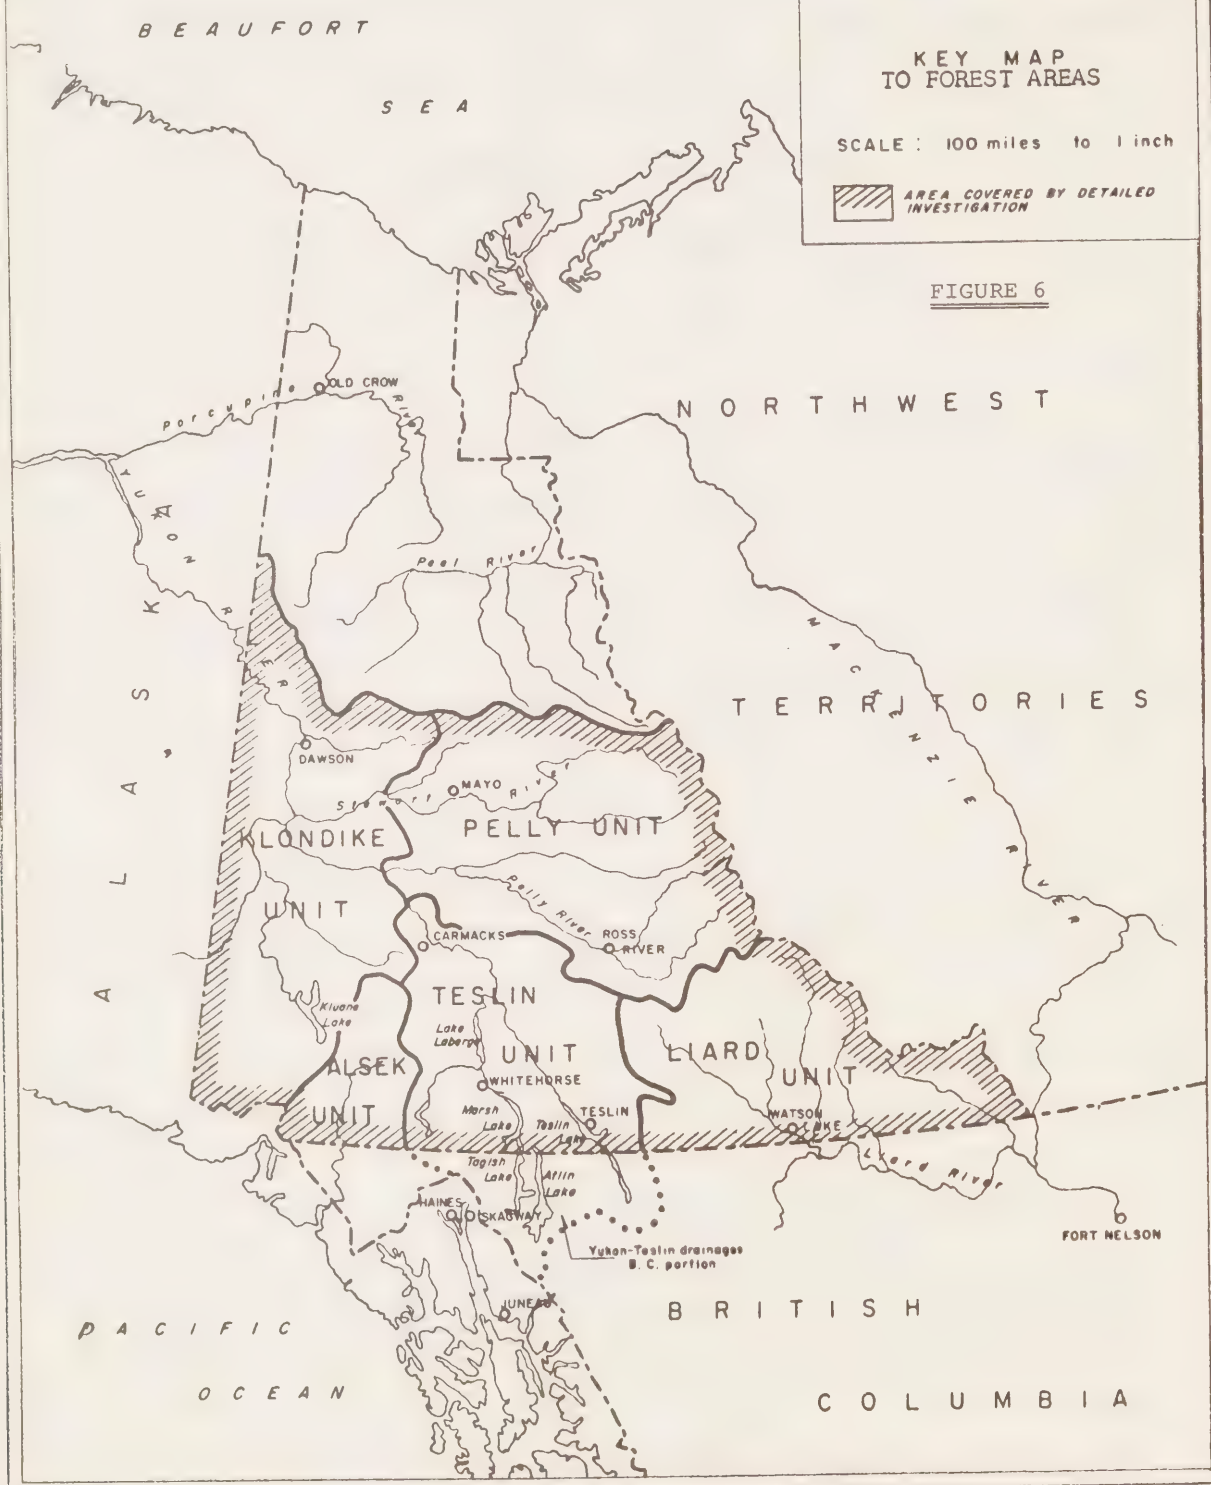 BEAUFORT
SEA
KEY MAP
TO FOREST AREAS
SCALE : 100 miles to 1 inch
AREA COVERED BY DETAILED
INVESTIGATION
FIGURE 6
OLD CROW
Porcupine River
NORTHWEST
YUKON RIVER
Peel River
ALASKA
MACKENZIE RIVER
TERRITORIES
DAWSON
MAYO
Stewart River
KLONDIKE
UNIT
PELLY UNIT
Pelly River
CARMACKS
ROSS
RIVER
TESLIN
UNIT
Kluane
Lake
Lake
Laberge
ALSEK
UNIT
LIARD
UNIT
WHITEHORSE
Marsh
Lake
Teslin
Lake
TESLIN
WATSON
LAKE
Tagish
Lake
Atlin
Lake
Liard River
HAINES
SKAGWAY
FORT NELSON
Yukon-Teslin drainages
B. C. portion
JUNEAU
BRITISH
COLUMBIA
PACIFIC
OCEAN